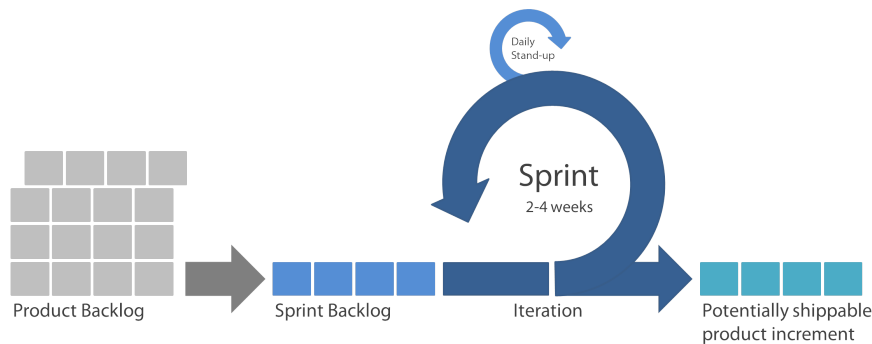 Daily
Stand-up
Sprint
2-4 weeks
Product Backlog
Sprint Backlog
Iteration
Potentially shippable
product increment